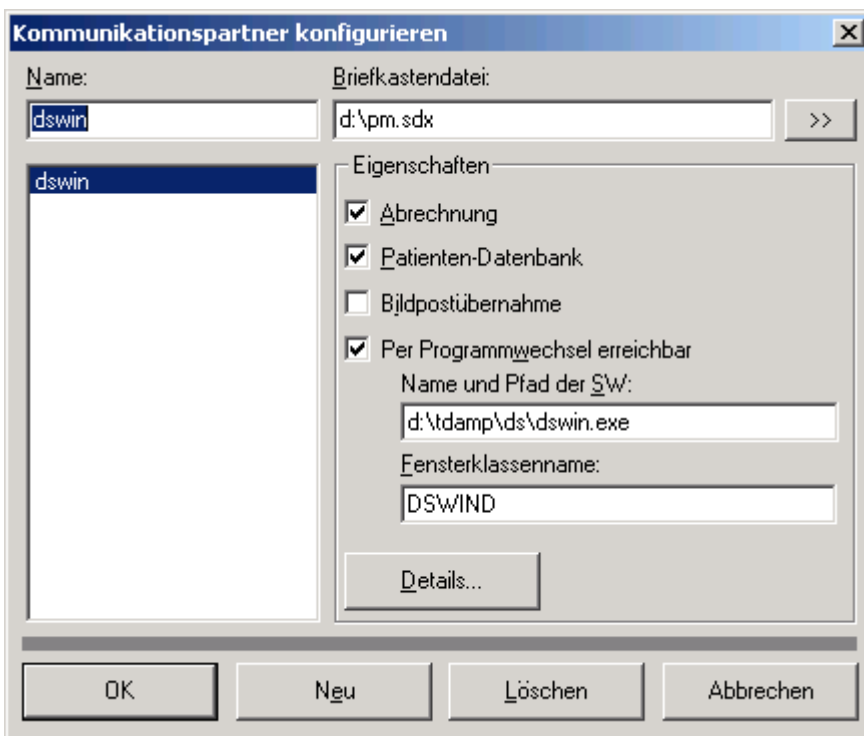 Kommunikationspartner konfigurieren
Name:
Briefkastendatei:
dswin
d:\pm.sdx
>>
dswin
Eigenschaften
Abrechnung
Patienten-Datenbank
Bildpostübernahme
Per Programmwechsel erreichbar
Name und Pfad der SW:
d:\tdamp\ds\dswin.exe
Fensterklassenname:
DSWIND
Details...
OK
Neu
Löschen
Abbrechen